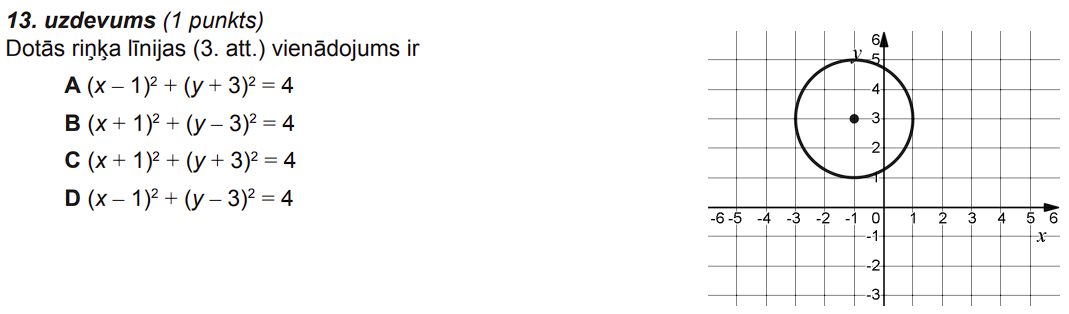 13. uzdevums (1 punkts)
Dotās riņķa līnijas (3. att.) vienādojums ir
A (x – 1)² + (y + 3)² = 4
B (x + 1)² + (y – 3)² = 4
C (x + 1)² + (y + 3)² = 4
D (x – 1)² + (y – 3)² = 4
6
y
5
4
3
2
1
-6 -5 -4 -3 -2 -1 0 1 2 3 4 5 6
-1
x
-2
-3